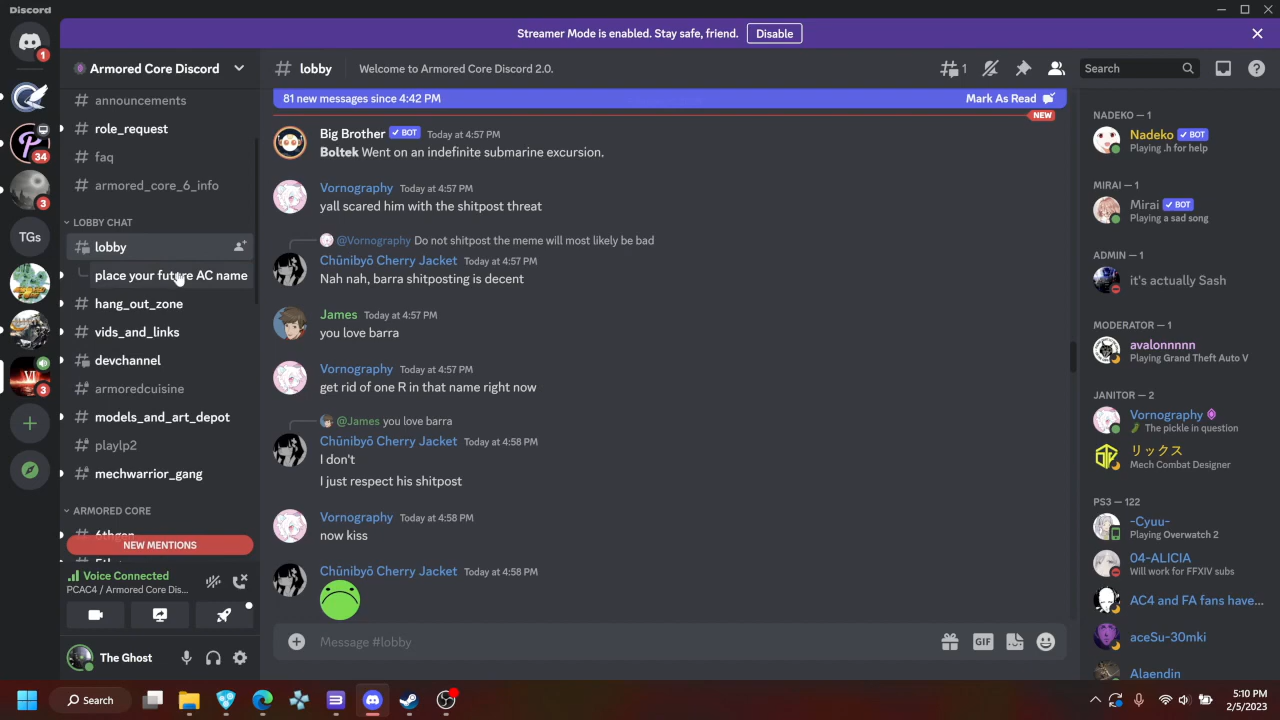 Discord
Streamer Mode is enabled. Stay safe, friend.
Disable
1
34
3
TGs
3
Armored Core Discord
announcements
role_request
faq
armored_core_6_info
LOBBY CHAT
lobby
place your future AC name
hang_out_zone
vids_and_links
devchannel
armoredcuisine
models_and_art_depot
playlp2
mechwarrior_gang
ARMORED CORE
NEW MENTIONS
Voice Connected
PCAC4 / Armored Core Dis...
The Ghost
lobby
Welcome to Armored Core Discord 2.0.
1
Search
81 new messages since 4:42 PM
Mark As Read
NEW
Big Brother BOT Today at 4:57 PM
Boltek Went on an indefinite submarine excursion.
Vornography Today at 4:57 PM
yall scared him with the shitpost threat
@Vornography Do not shitpost the meme will most likely be bad
Chūnibyō Cherry Jacket Today at 4:57 PM
Nah nah, barra shitposting is decent
James Today at 4:57 PM
you love barra
Vornography Today at 4:57 PM
get rid of one R in that name right now
@James you love barra
Chūnibyō Cherry Jacket Today at 4:58 PM
I don't
I just respect his shitpost
Vornography Today at 4:58 PM
now kiss
Chūnibyō Cherry Jacket Today at 4:58 PM
Message #lobby
GIF
NADEKO — 1
Nadeko BOT
Playing .h for help
MIRAI — 1
Mirai BOT
Playing a sad song
ADMIN — 1
it's actually Sash
MODERATOR — 1
avalonnnnn
Playing Grand Theft Auto V
JANITOR — 2
Vornography
The pickle in question
リックス
Mech Combat Designer
PS3 — 122
-Cyuu-
Playing Overwatch 2
04-ALICIA
Will work for FFXIV subs
AC4 and FA fans have...
aceSu-30mki
Alaendin
Search
5:10 PM
2/5/2023